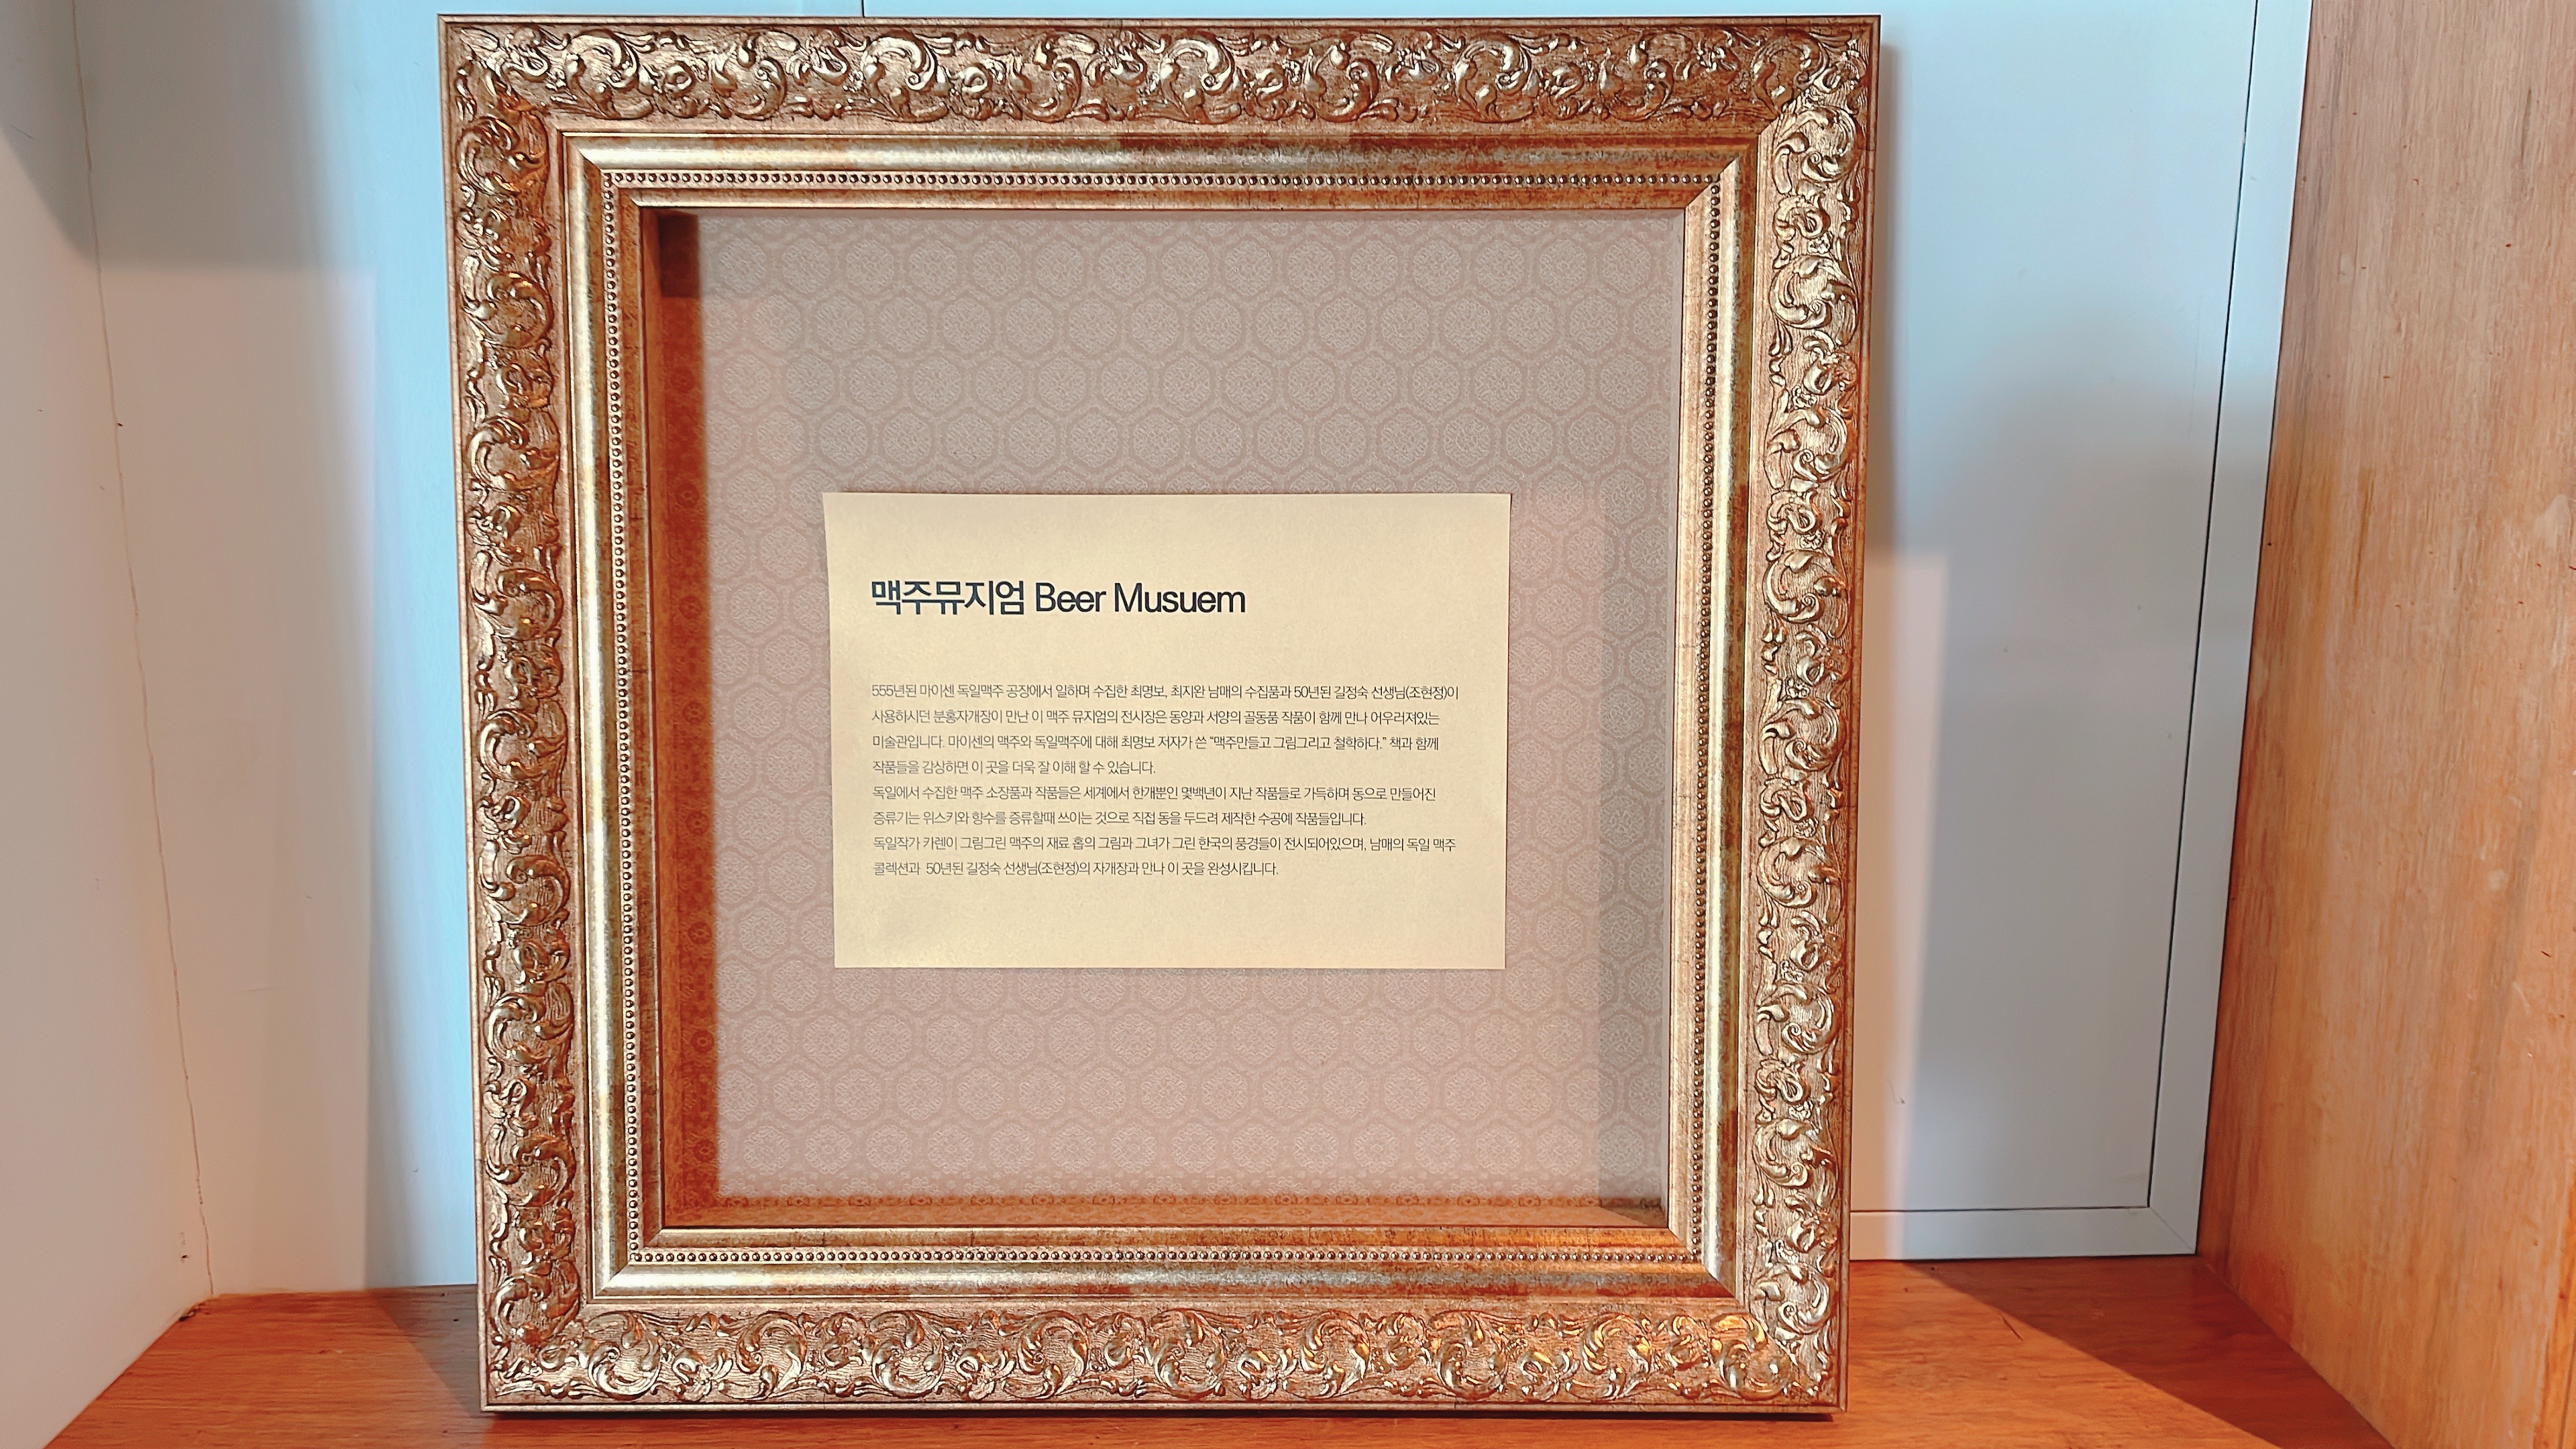 맥주뮤지엄 Beer Musuem
555년된 마이센 독일맥주 공장에서 일하며 수집한 최명보, 최지완 남매의 수집품과 50년된 길정숙 선생님(조현정)이
사용하시던 분홍자개장이 만난 이 맥주 뮤지엄의 전시장은 동양과 서양의 골동품 작품이 함께 만나 어우러져있는
미술관입니다. 마이센의 맥주와 독일맥주에 대해 최명보 저자가 쓴 “맥주만들고 그림그리고 철학하다.” 책과 함께
작품들을 감상하면 이 곳을 더욱 잘 이해 할 수 있습니다.
독일에서 수집한 맥주 소장품과 작품들은 세계에서 한개뿐인 몇백년이 지난 작품들로 가득하며 동으로 만들어진
증류기는 위스키와 향수를 증류할때 쓰이는 것으로 직접 동을 두드려 제작한 수공예 작품들입니다.
독일작가 카렌이 그림그린 맥주의 재료 홉의 그림과 그녀가 그린 한국의 풍경들이 전시되어있으며, 남매의 독일 맥주
콜렉션과 50년된 길정숙 선생님(조현정)의 자개장과 만나 이 곳을 완성시킵니다.